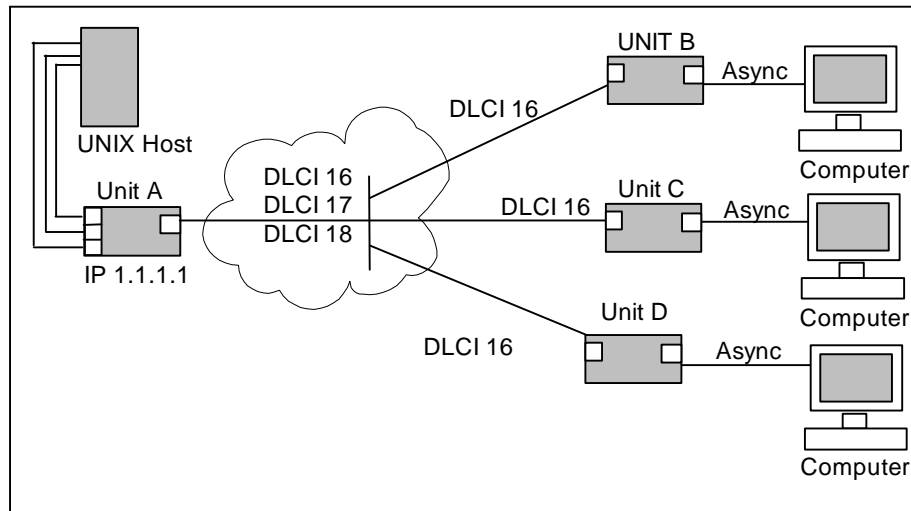 UNIT B
Async
DLCI 16
UNIX Host
Computer
Unit A
DLCI 16
DLCI 17
DLCI 18
DLCI 16
Unit C
Async
IP 1.1.1.1
Computer
Unit D
DLCI 16
Async
Computer